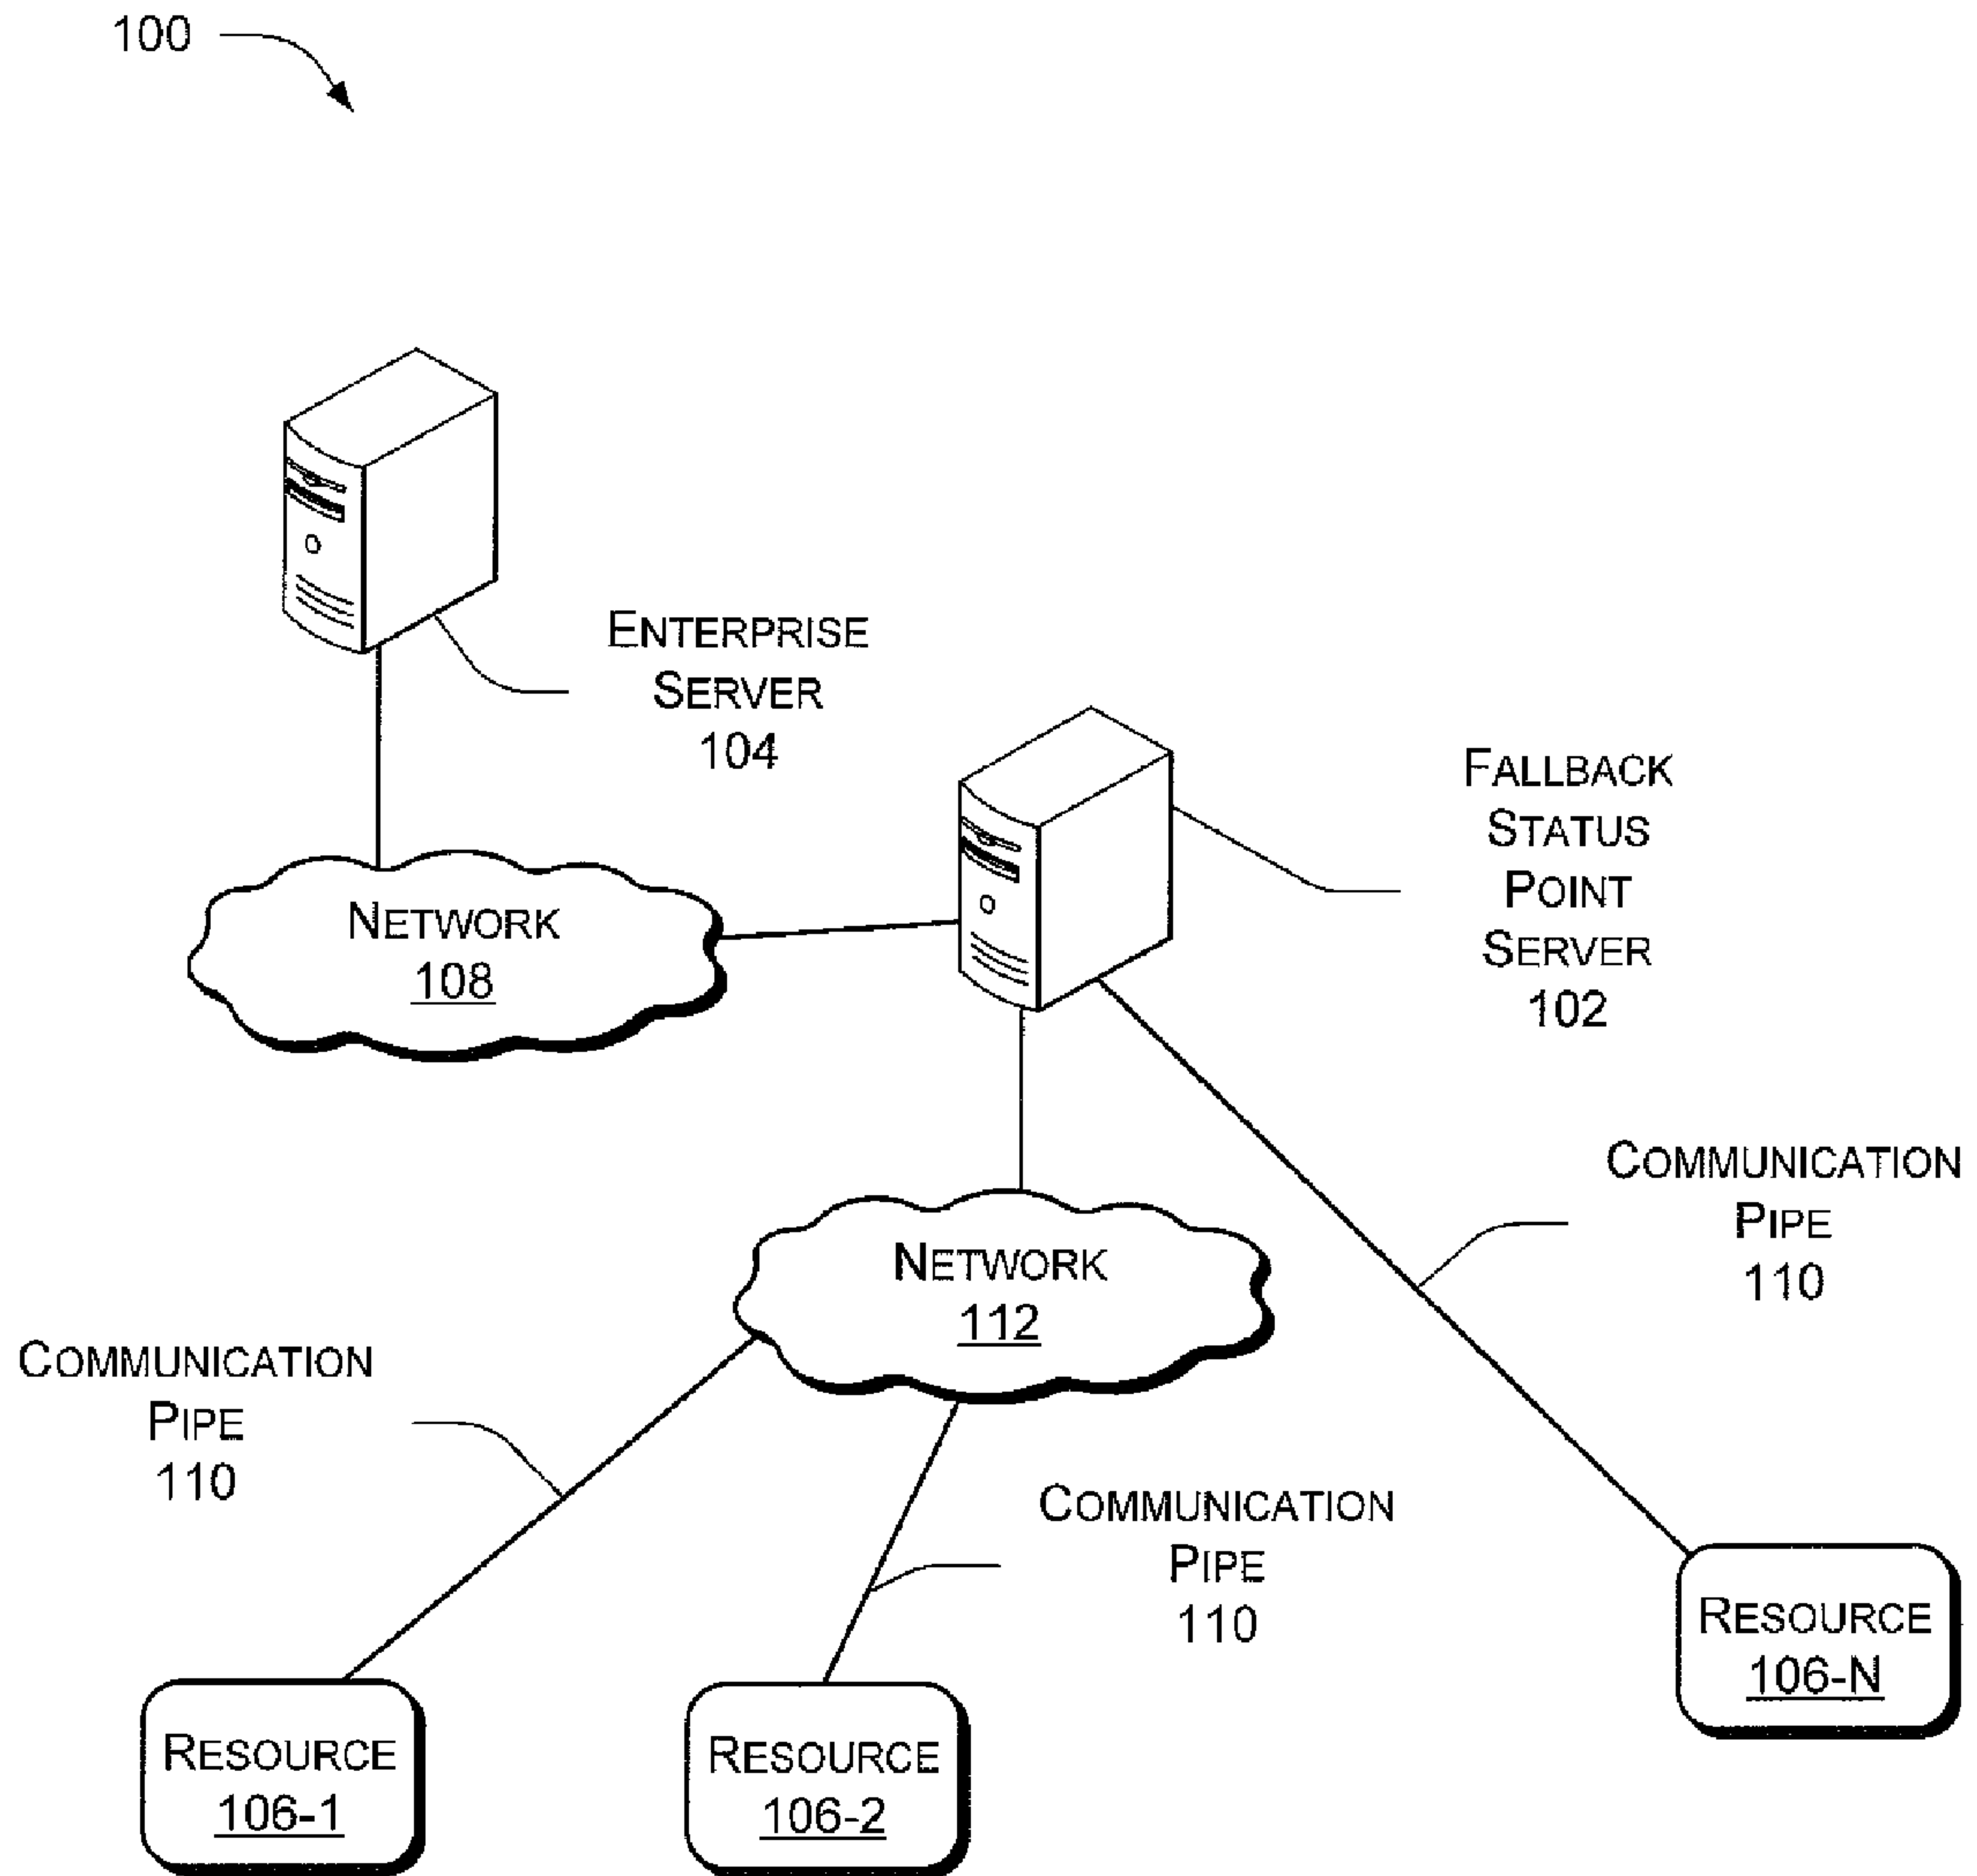 100
ENTERPRISE
SERVER
104
FALLBACK
STATUS
POINT
SERVER
102
NETWORK
108
COMMUNICATION
PIPE
110
NETWORK
112
COMMUNICATION
PIPE
110
COMMUNICATION
PIPE
110
RESOURCE
106-N
RESOURCE
106-1
RESOURCE
106-2